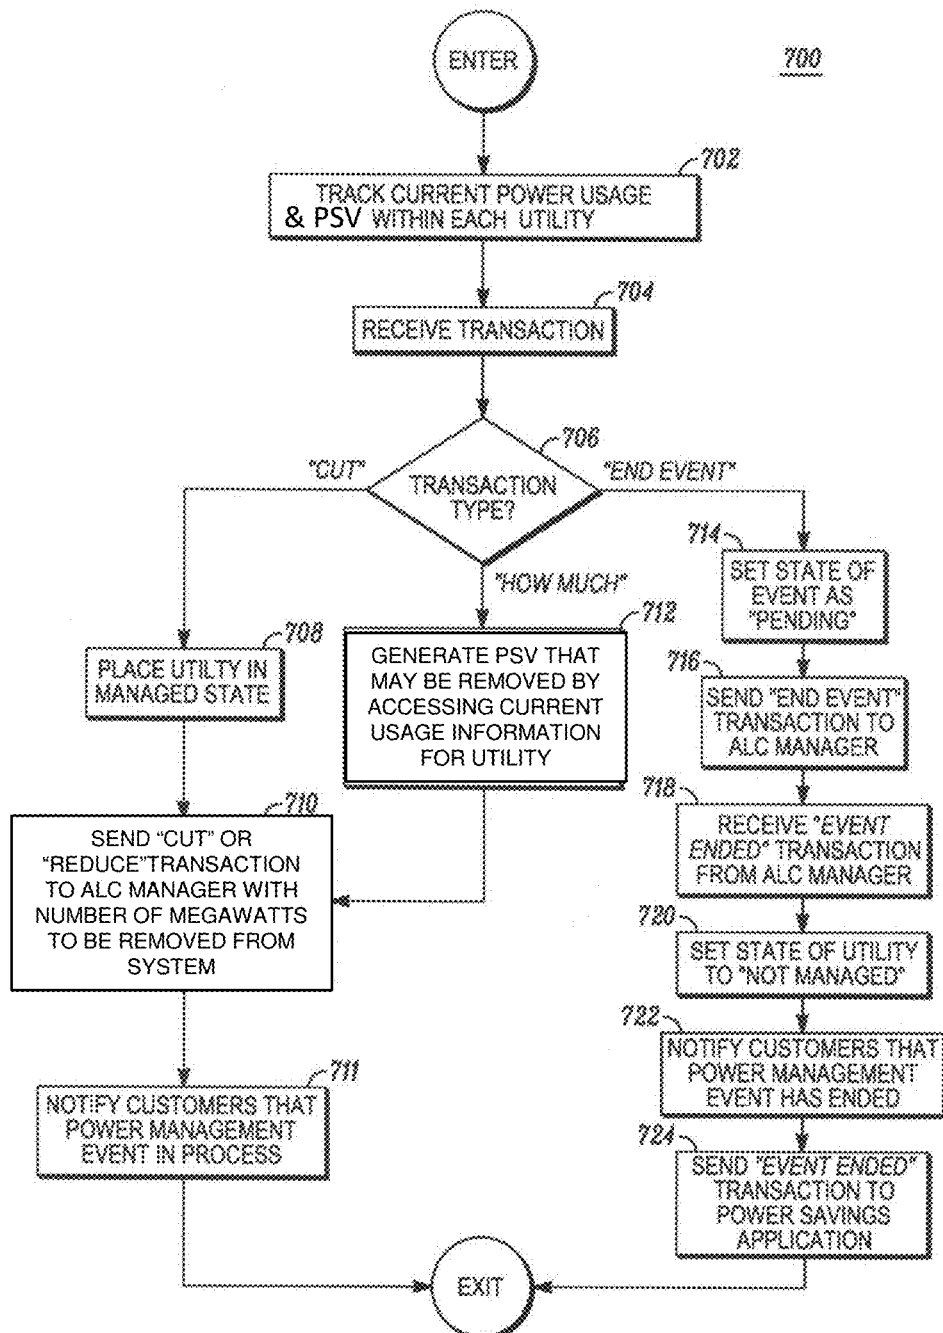 ENTER
700
702
TRACK CURRENT POWER USAGE
& PSV WITHIN EACH UTILITY
704
RECEIVE TRANSACTION
706
"CUT"
TRANSACTION
TYPE?
"END EVENT"
"HOW MUCH"
708
PLACE UTILTY IN
MANAGED STATE
712
GENERATE PSV THAT
MAY BE REMOVED BY
ACCESSING CURRENT
USAGE INFORMATION
FOR UTILITY
710
SEND "CUT" OR
"REDUCE"TRANSACTION
TO ALC MANAGER WITH
NUMBER OF MEGAWATTS
TO BE REMOVED FROM
SYSTEM
711
NOTIFY CUSTOMERS THAT
POWER MANAGEMENT
EVENT IN PROCESS
714
SET STATE OF
EVENT AS
"PENDING"
716
SEND "END EVENT"
TRANSACTION TO
ALC MANAGER
718
RECEIVE "EVENT
ENDED" TRANSACTION
FROM ALC MANAGER
720
SET STATE OF UTILITY
TO "NOT MANAGED"
722
NOTIFY CUSTOMERS THAT
POWER MANAGEMENT
EVENT HAS ENDED
724
SEND "EVENT ENDED"
TRANSACTION TO
POWER SAVINGS
APPLICATION
EXIT